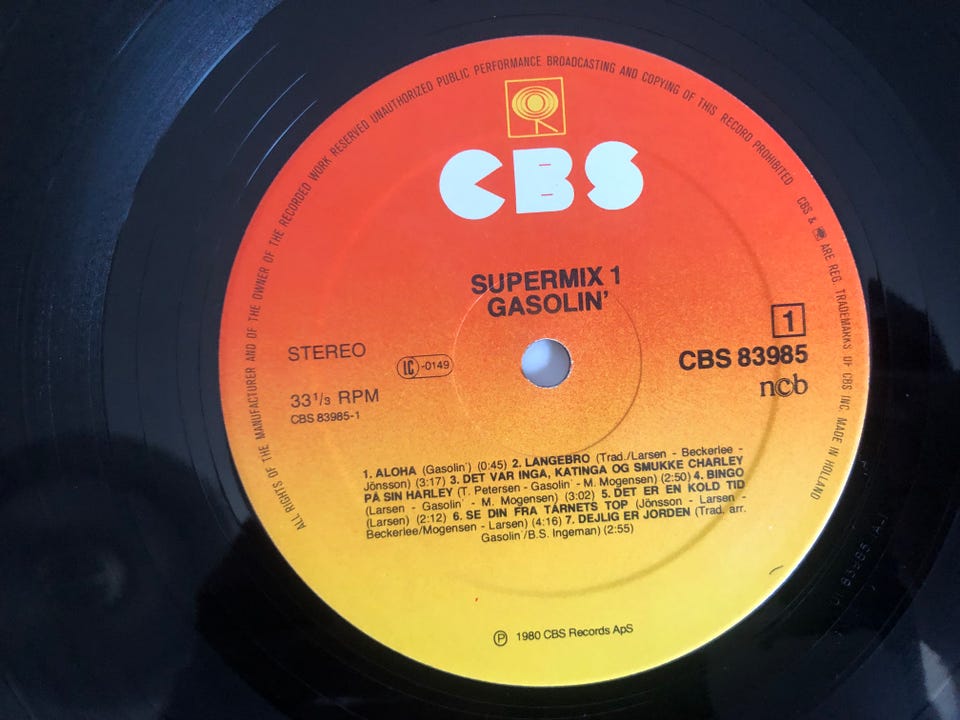 ALL RIGHTS OF THE MANUFACTURER AND OF THE OWNER OF THE RECORDED WORK RESERVED UNAUTHORIZED PUBLIC PERFORMANCE BROADCASTING AND COPYING OF THIS RECORD PROHIBITED
CBS & ARE REG. TRADEMARKS OF CBS INC. MADE IN HOLLAND
CBS
SUPERMIX 1
GASOLIN'
1
STEREO
LC -0149
CBS 83985
33 1/3 RPM
ncb
CBS 83985-1
1. ALOHA (Gasolin') (0:45) 2. LANGEBRO (Trad./Larsen - Beckerlee -
Jönsson) (3:17) 3. DET VAR INGA, KATINGA OG SMUKKE CHARLEY
PÅ SIN HARLEY (T. Petersen - Gasolin' - M. Mogensen) (2:50) 4. BINGO
(Larsen - Gasolin' - M. Mogensen) (3:02) 5. DET ER EN KOLD TID
(Larsen) (2:12) 6. SE DIN FRA TÅRNETS TOP (Jönsson - Larsen -
Beckerlee/Mogensen - Larsen) (4:16) 7. DEJLIG ER JORDEN (Trad. arr.
Gasolin'/B.S. Ingeman) (2:55)
℗ 1980 CBS Records ApS